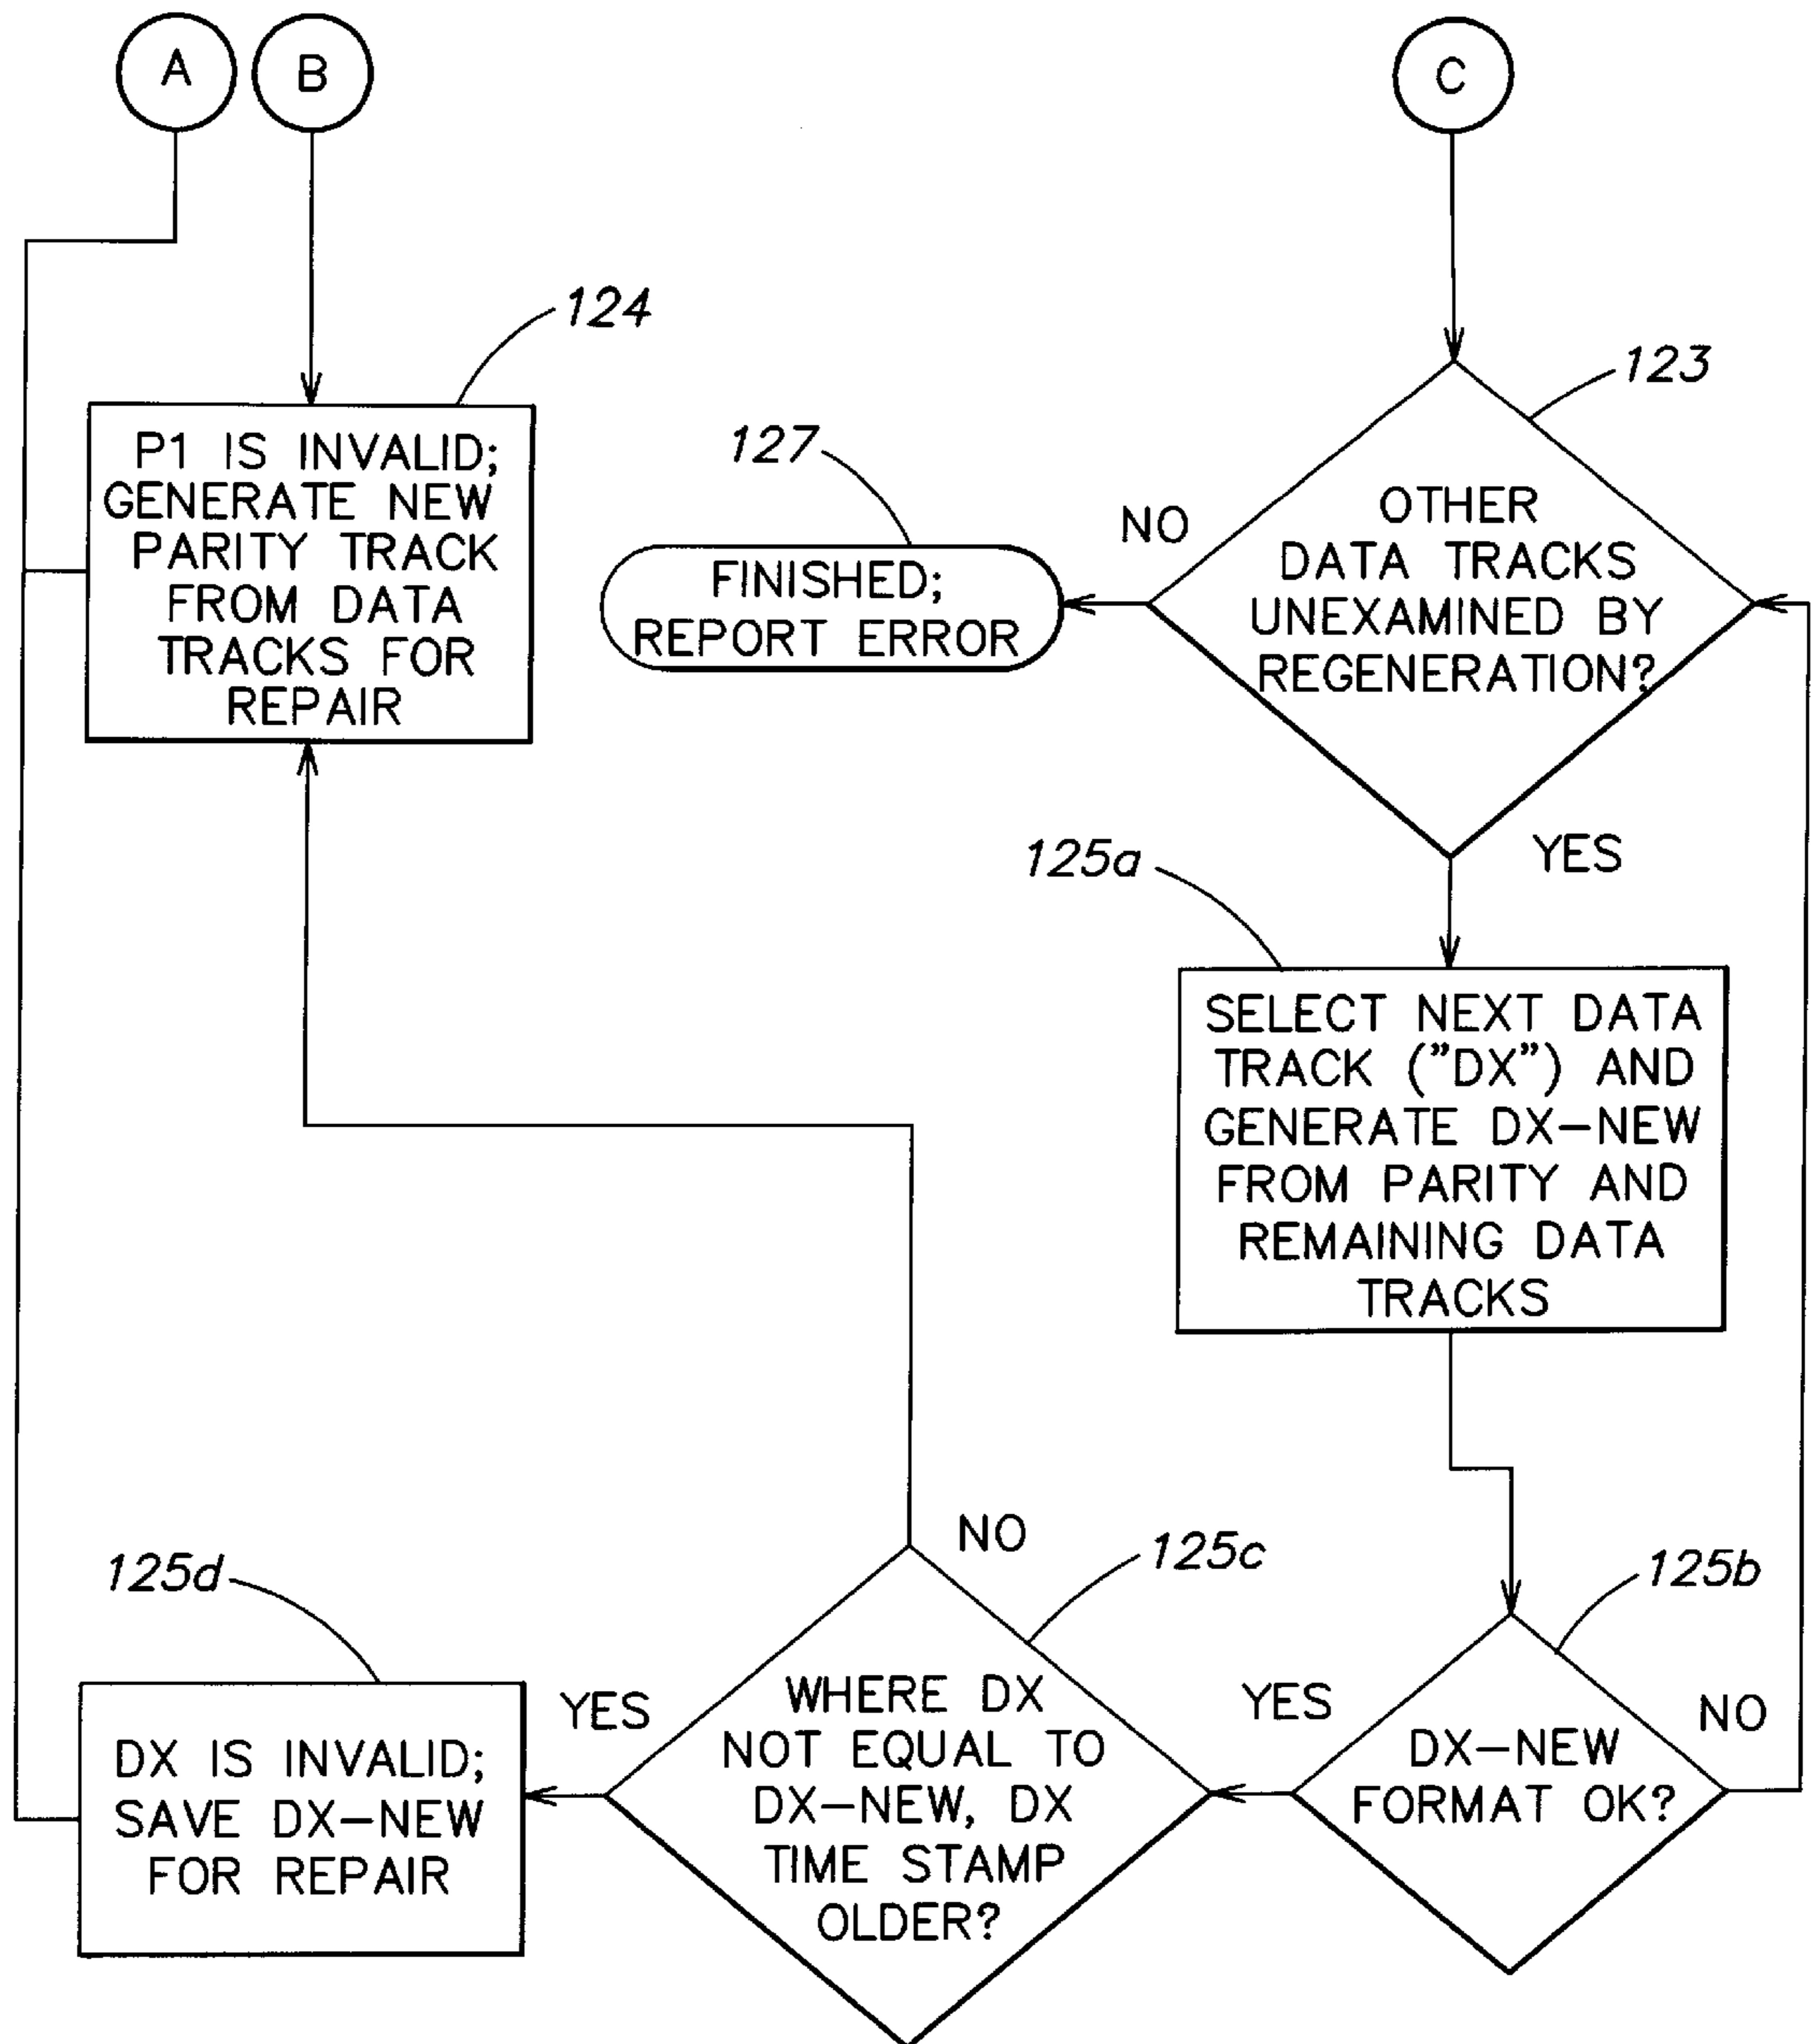 A
B
C
124
P1 IS INVALID;
GENERATE NEW
PARITY TRACK
FROM DATA
TRACKS FOR
REPAIR
127
FINISHED;
REPORT ERROR
NO
123
OTHER
DATA TRACKS
UNEXAMINED BY
REGENERATION?
YES
125a
SELECT NEXT DATA
TRACK ("DX") AND
GENERATE DX-NEW
FROM PARITY AND
REMAINING DATA
TRACKS
125d
DX IS INVALID;
SAVE DX-NEW
FOR REPAIR
YES
NO
125c
WHERE DX
NOT EQUAL TO
DX-NEW, DX
TIME STAMP
OLDER?
YES
125b
DX-NEW
FORMAT OK?
NO